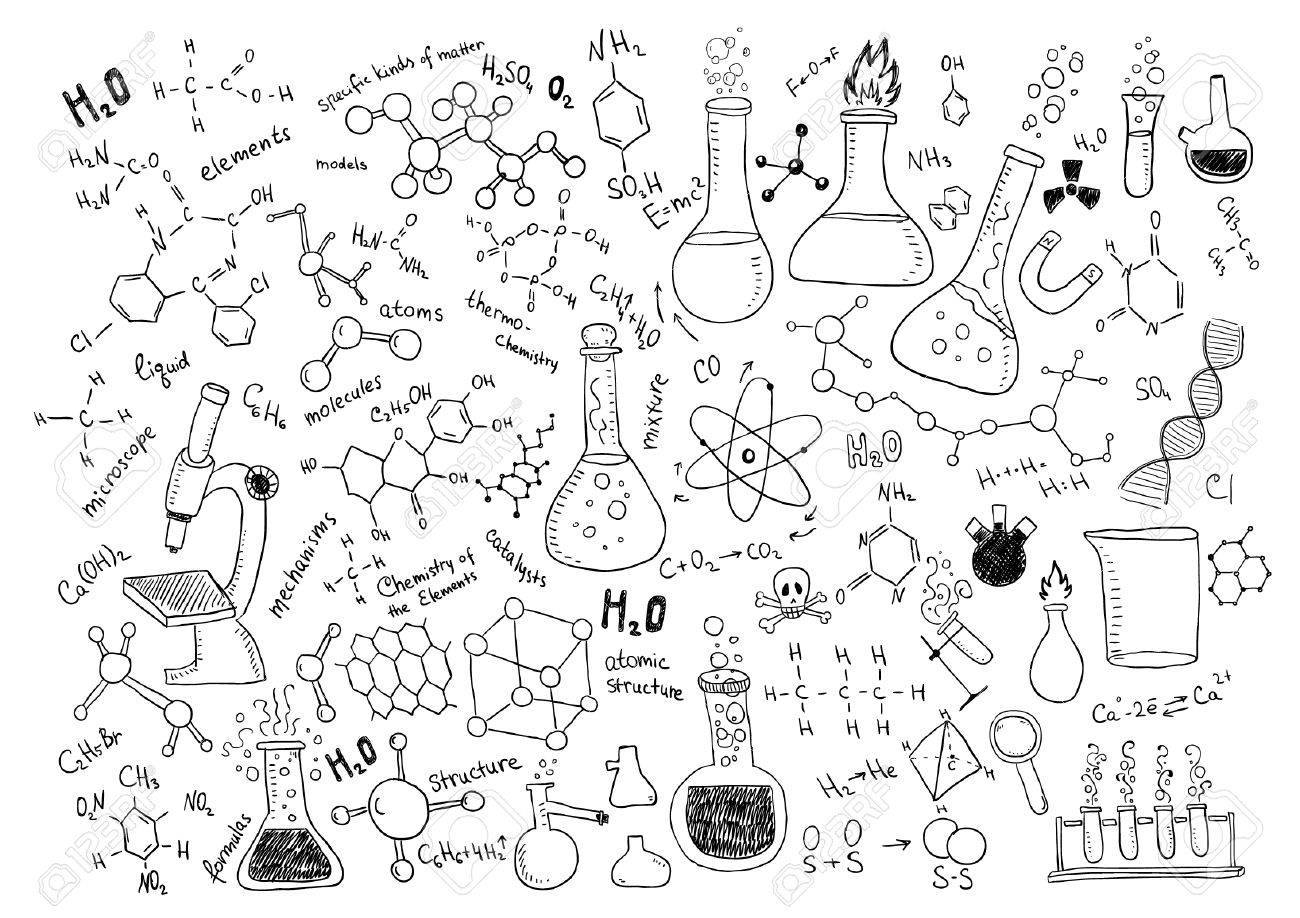 H₂O
H
H-C-C
O
O-H
H
specific kinds of matter
H₂SO₄
O₂
NH₂
SO₃H
F↔O→F
OH
NH₃
H₂O
H₂N
C=O
H₂N
elements
models
E=mc²
CH₃
C=O
CH₃
O
OH
H
N
N
Cl
Cl
O
H₂N-C
NH₂
H-O
O
O
P
P
P
O
O
O
O-H
O
O-H
atoms
thermo-
chemistry
C₂H₄+H₂O
N
S
H
N
O
O
N
liquid
molecules
CO
SO₄
mixture
H
H-C-H
H
C₆H₆
C₂H₅OH
OH
OH
HO
O
OH
OH
O
microscope
H₂O
H·+·H=
H:H
Cl
NH₂
N
O
N
Ca(OH)₂
mechanisms
H
H-C-H
H
Chemistry of
the Elements
catalysts
C+O₂→CO₂
H₂O
atomic
structure
H H H
H-C-C-C-H
H H H
Ca°-2ē⇄Ca²⁺
C₂H₅Br
H₂O
structure
H
H
C
H
H
H₂→He
CH₃
O₂N
NO₂
H
H
NO₂
formulas
C₆H₆+4H₂↑
O O
S+S
→
S-S
123RF